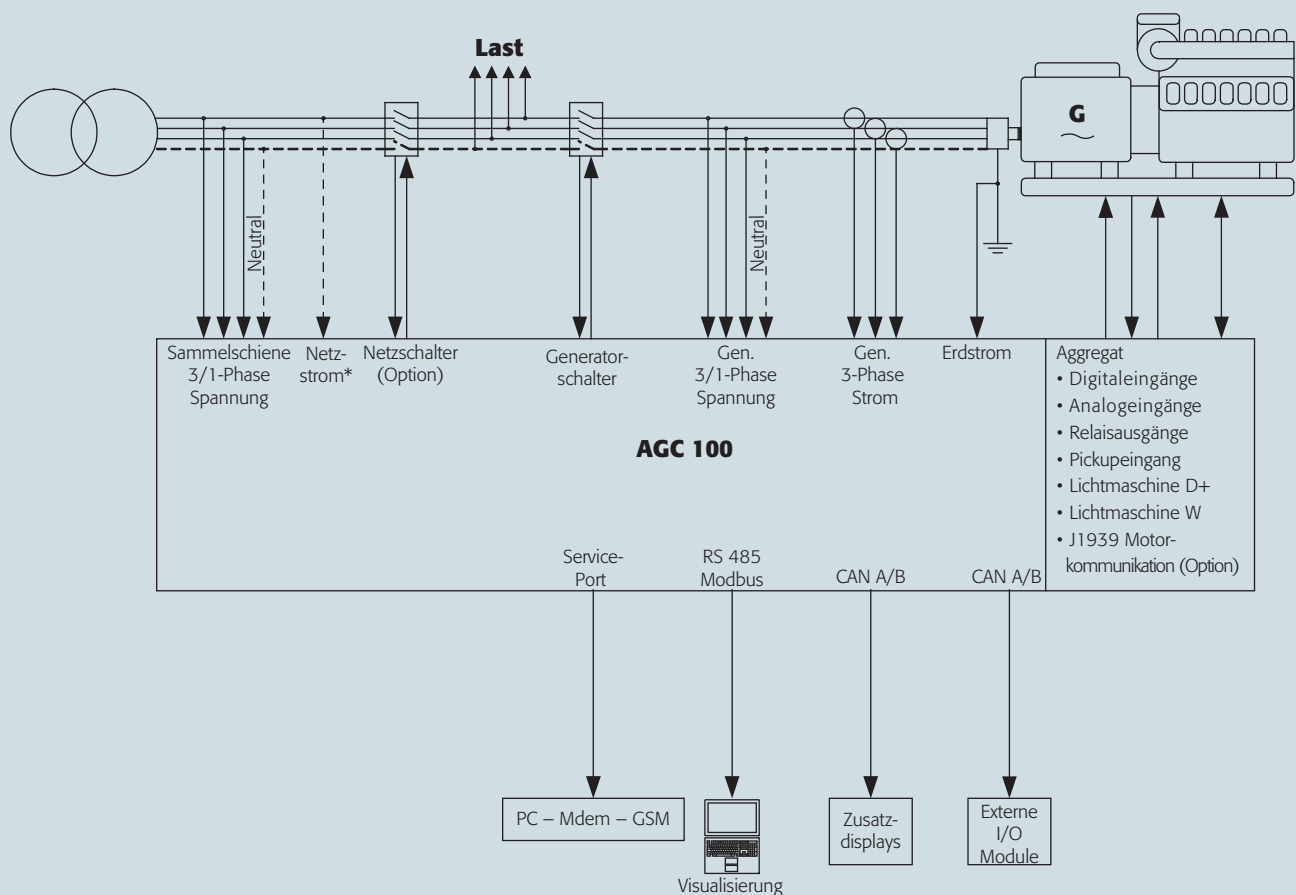 Last
G
Neutral
Neutral
Sammelschiene
3/1-Phase
Spannung
Netz-
strom*
Netzschalter
(Option)
Generator-
schalter
Gen.
3/1-Phase
Spannung
Gen.
3-Phase
Strom
Erdstrom
Aggregat
• Digitaleingänge
• Analogeingänge
• Relaisausgänge
• Pickupeingang
• Lichtmaschine D+
• Lichtmaschine W
• J1939 Motor-
kommunikation (Option)
AGC 100
Service-
Port
RS 485
Modbus
CAN A/B
CAN A/B
PC – Mdem – GSM
Visualisierung
Zusatz-
displays
Externe
I/O
Module